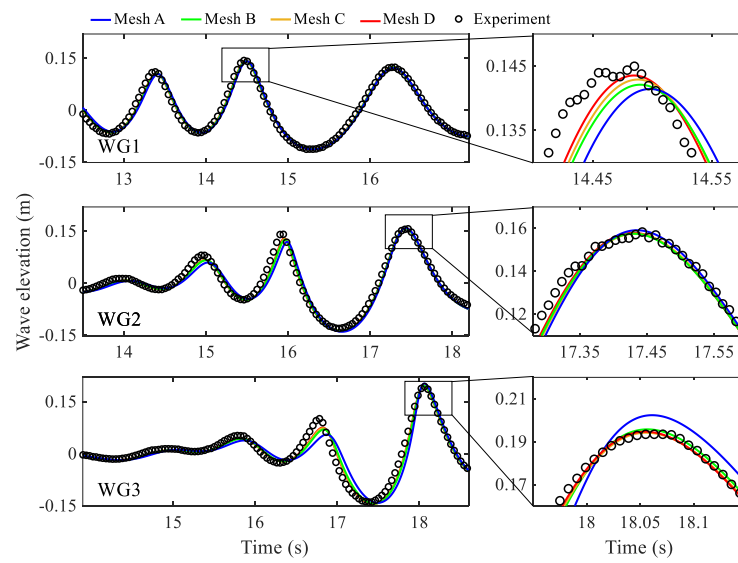 Mesh A Mesh B Mesh C Mesh D Experiment
0.15
0
-0.15
WG1
13 14 15 16
0.145
0.135
14.45 14.55
Wave elevation (m)
0.15
0
-0.15
WG2
14 15 16 17 18
0.16
0.14
0.12
17.35 17.45 17.55
0.15
0
-0.15
WG3
15 16 17 18
Time (s)
0.21
0.19
0.17
18 18.05 18.1
Time (s)